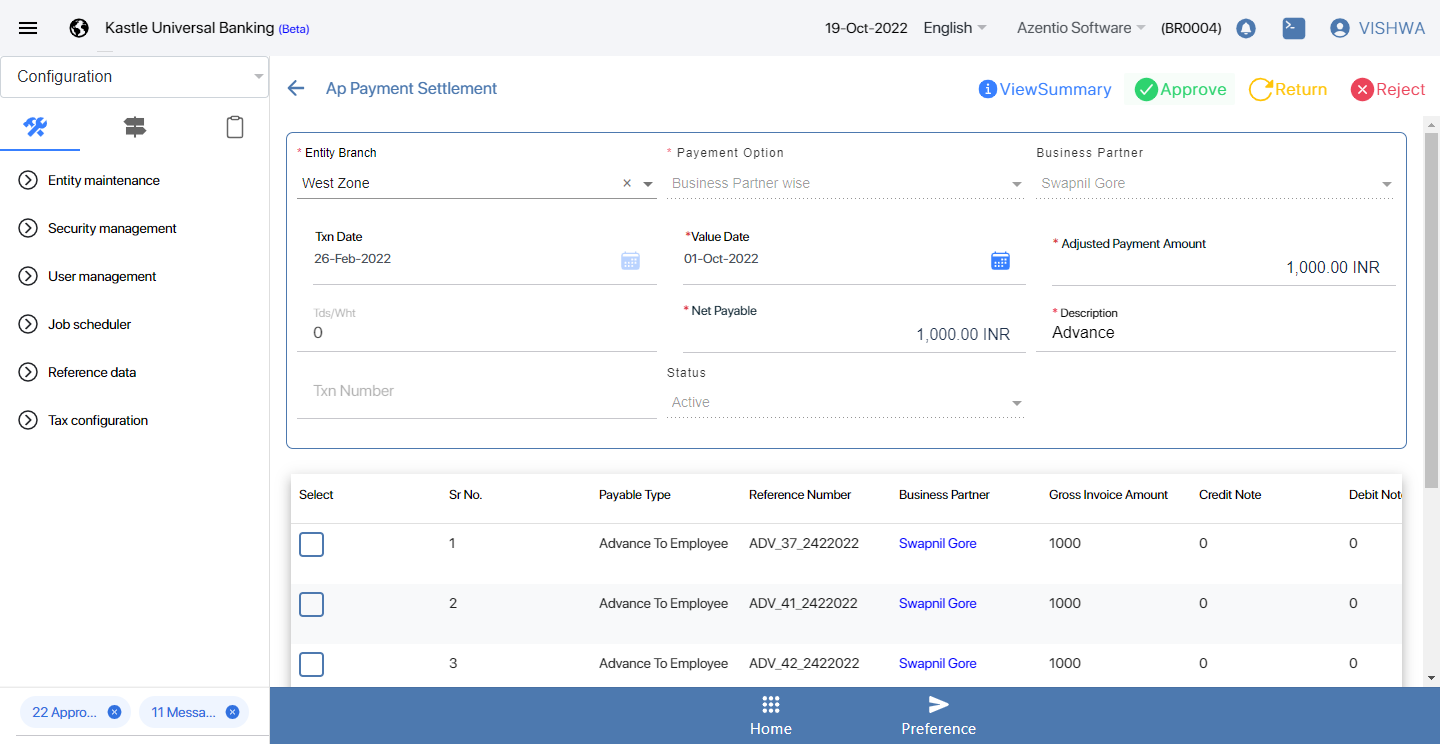 Kastle Universal Banking (Beta)
19-Oct-2022 English Azentio Software (BR0004) VISHWA
Configuration
Entity maintenance
Security management
User management
Job scheduler
Reference data
Tax configuration
22 Appro...
11 Messa...
Ap Payment Settlement
ViewSummary Approve Return Reject
* Entity Branch
West Zone
* Payement Option
Business Partner wise
Business Partner
Swapnil Gore
Txn Date
26-Feb-2022
*Value Date
01-Oct-2022
* Adjusted Payment Amount
1,000.00 INR
Tds/Wht
0
* Net Payable
1,000.00 INR
* Description
Advance
Txn Number
Status
Active
Select Sr No. Payable Type Reference Number Business Partner Gross Invoice Amount Credit Note Debit Not
1 Advance To Employee ADV_37_2422022 Swapnil Gore 1000 0 0
2 Advance To Employee ADV_41_2422022 Swapnil Gore 1000 0 0
3 Advance To Employee ADV_42_2422022 Swapnil Gore 1000 0 0
Home
Preference